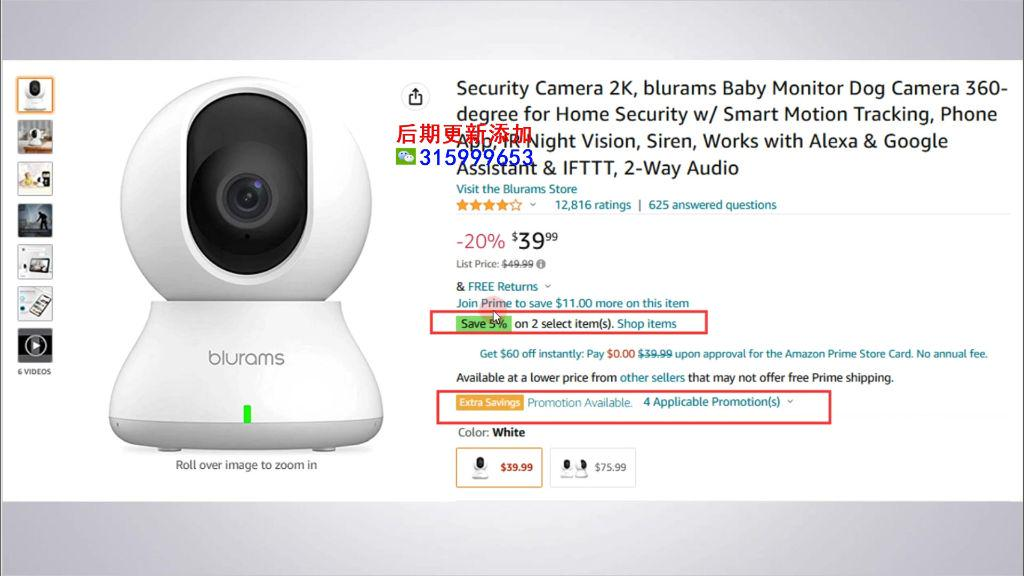 Security Camera 2K, blurams Baby Monitor Dog Camera 360-
degree for Home Security w/ Smart Motion Tracking, Phone
后期更新添加
App, IR Night Vision, Siren, Works with Alexa & Google
315999653
Assistant & IFTTT, 2-Way Audio
Visit the Blurams Store
12,816 ratings | 625 answered questions
-20% $39⁹⁹
List Price: $49.99
& FREE Returns
Join Prime to save $11.00 more on this item
Save 5% on 2 select item(s). Shop items
Get $60 off instantly: Pay $0.00 $39.99 upon approval for the Amazon Prime Store Card. No annual fee.
Available at a lower price from other sellers that may not offer free Prime shipping.
Extra Savings Promotion Available. 4 Applicable Promotion(s)
Color: White
$39.99 $75.99
blurams
6 VIDEOS
Roll over image to zoom in